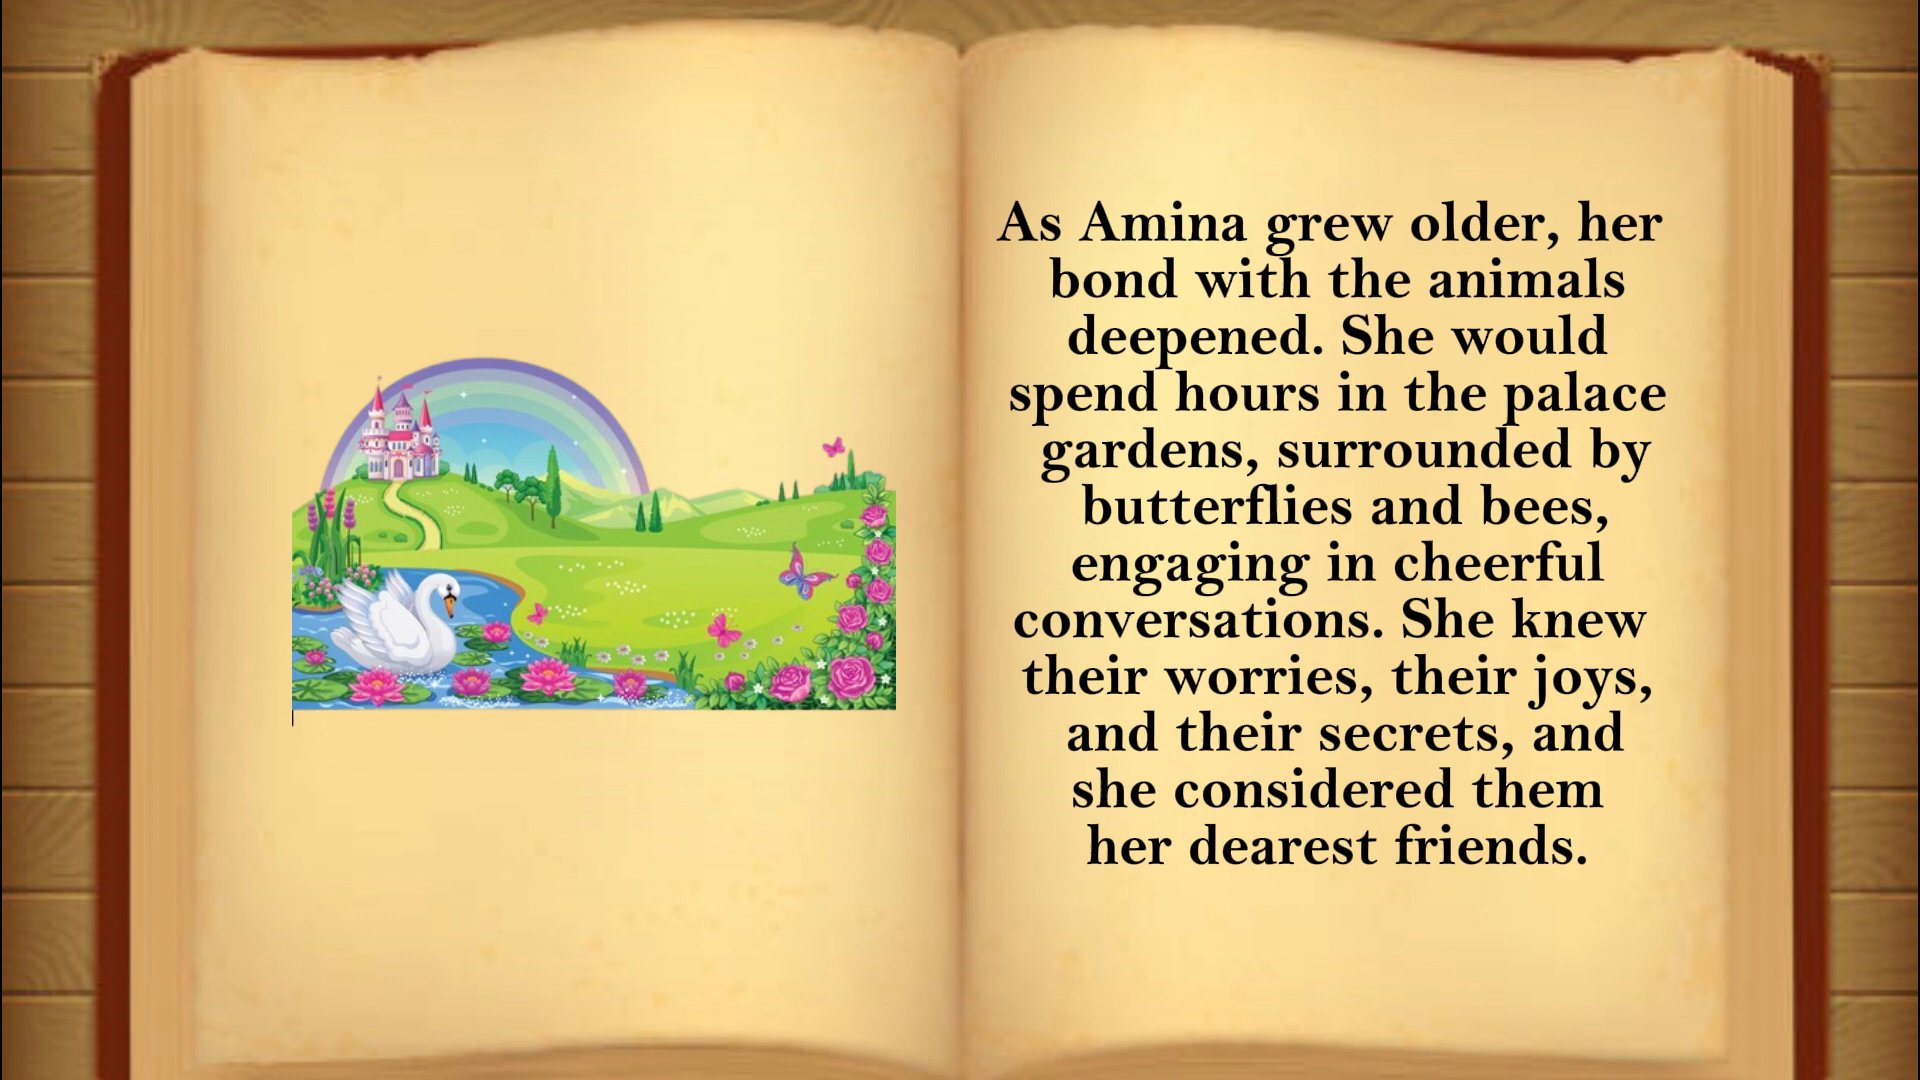 As Amina grew older, her
bond with the animals
deepened. She would
spend hours in the palace
gardens, surrounded by
butterflies and bees,
engaging in cheerful
conversations. She knew
their worries, their joys,
and their secrets, and
she considered them
her dearest friends.